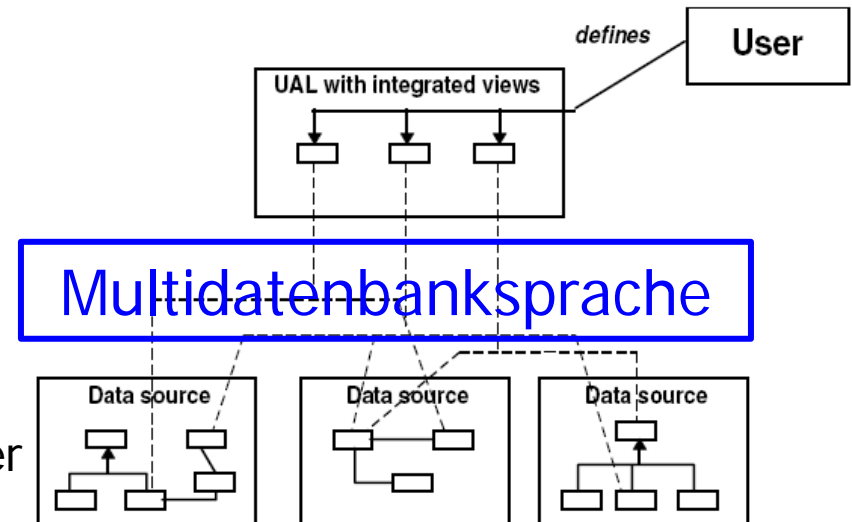 defines
User
UAL with integrated views
Multidatenbanksprache
Data source
Data source
Data source
er